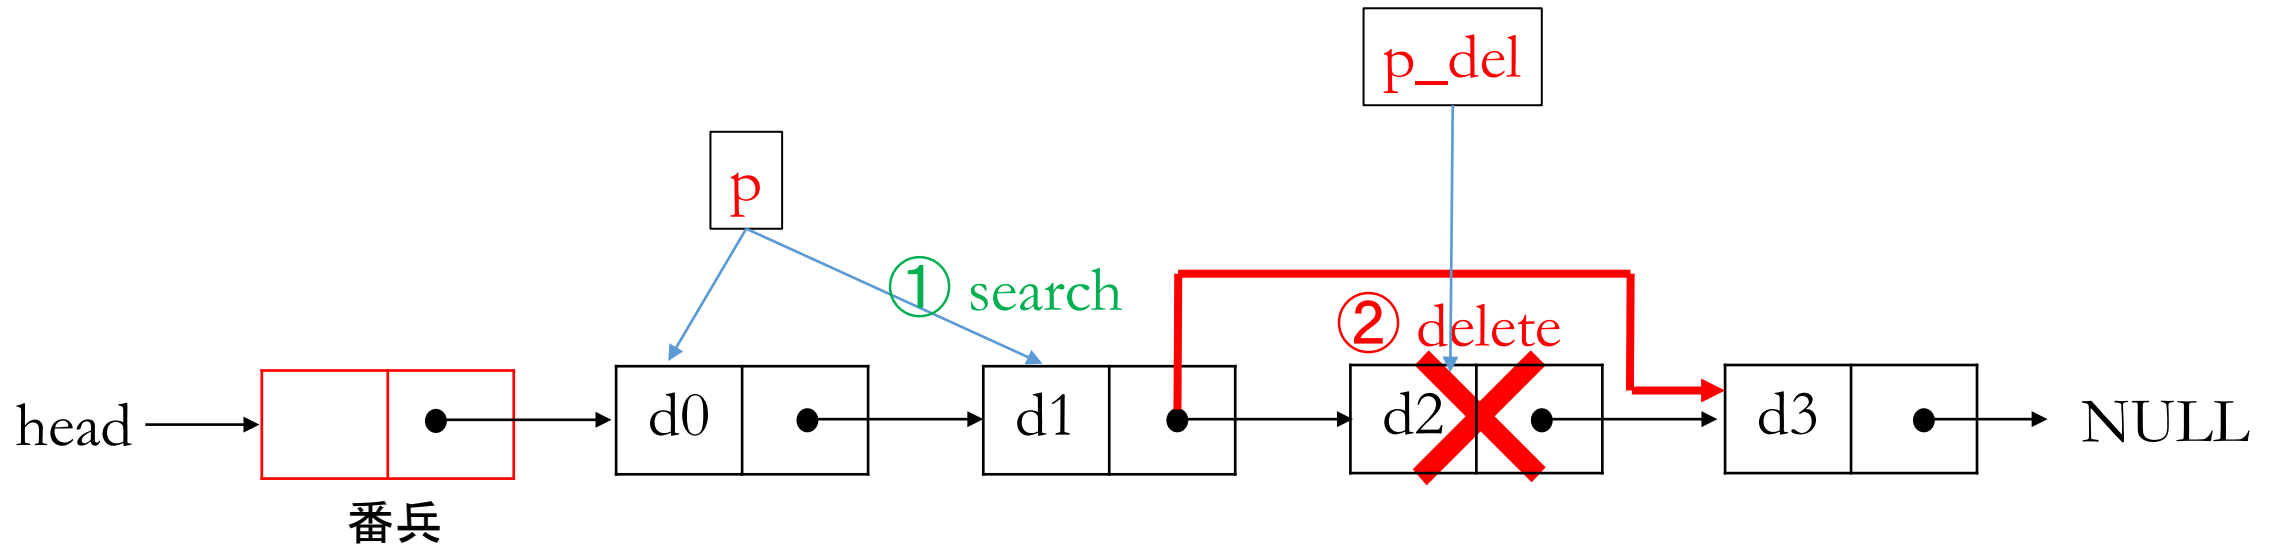 p_del
p
① search
② delete
head
d0
d1
d2
d3
NULL
番兵